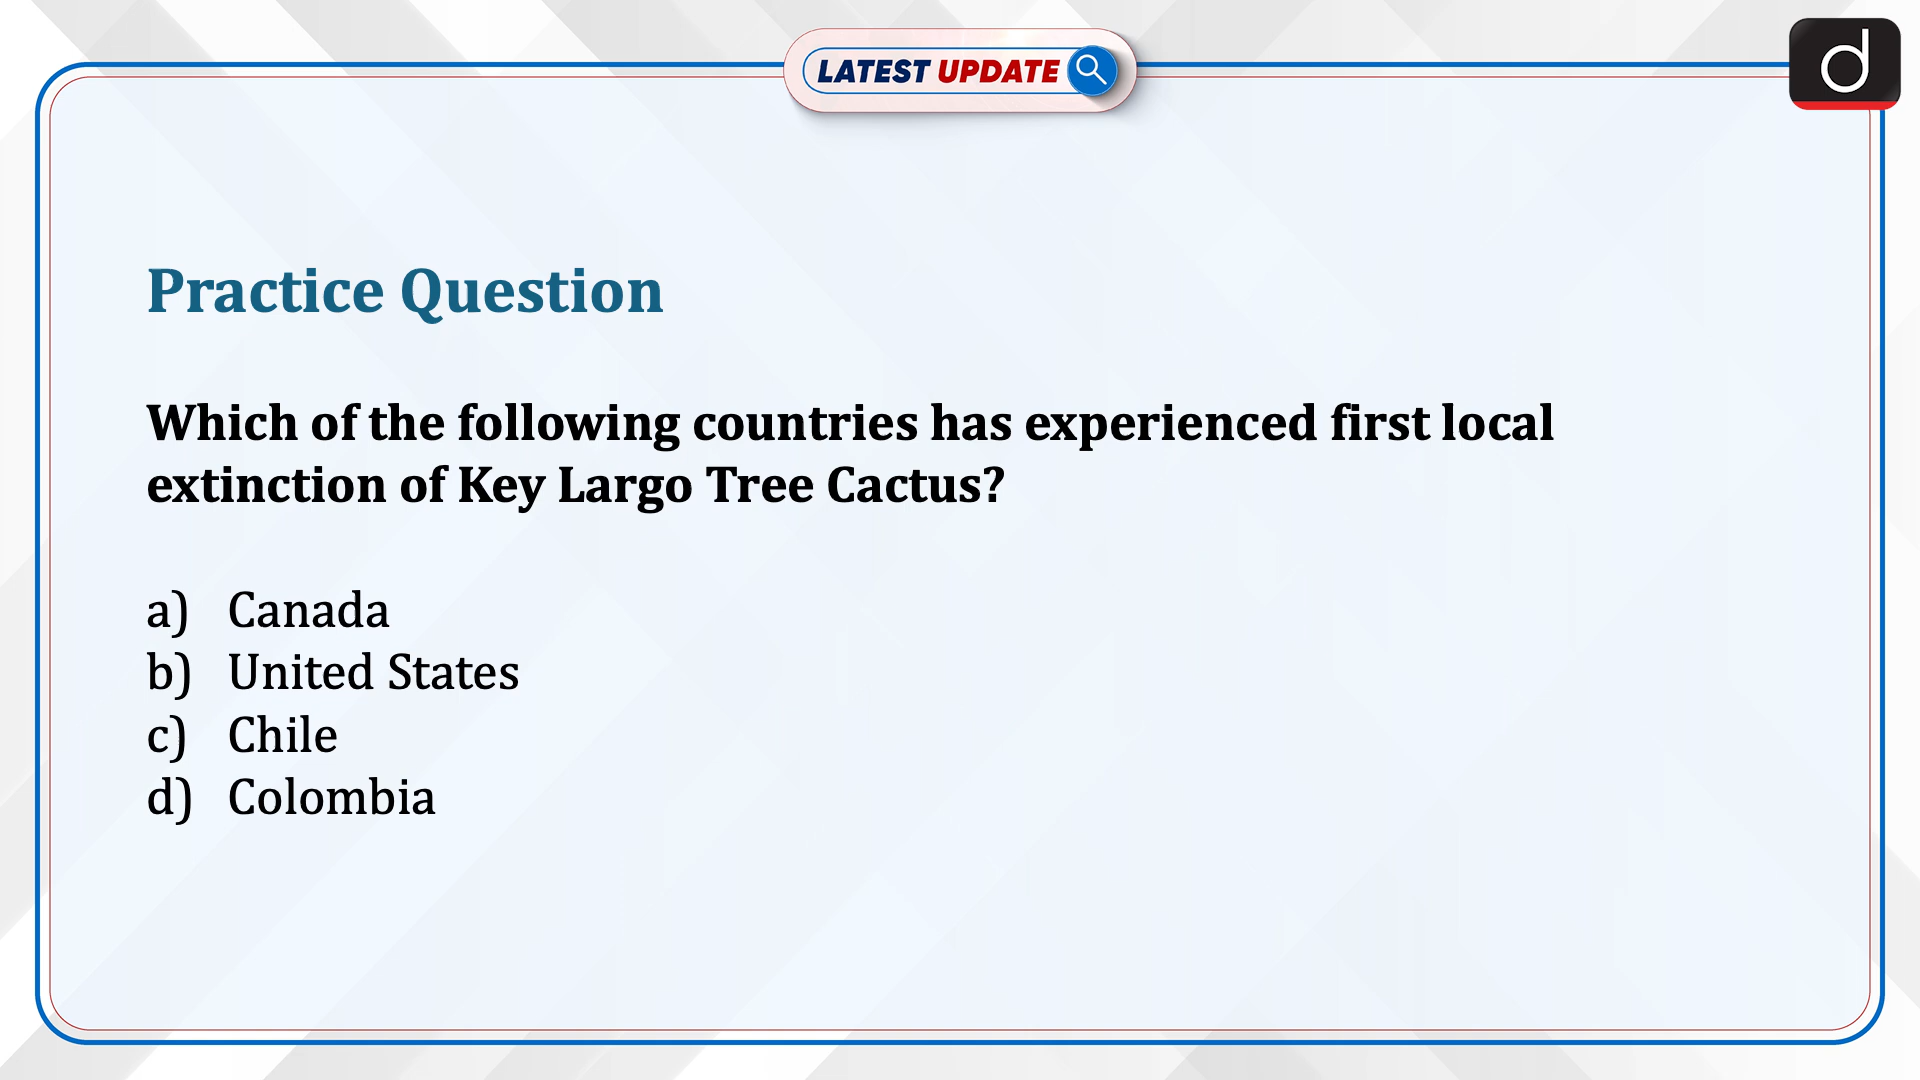 LATEST UPDATE
d
Practice Question
Which of the following countries has experienced first local
extinction of Key Largo Tree Cactus?
a) Canada
b) United States
c) Chile
d) Colombia